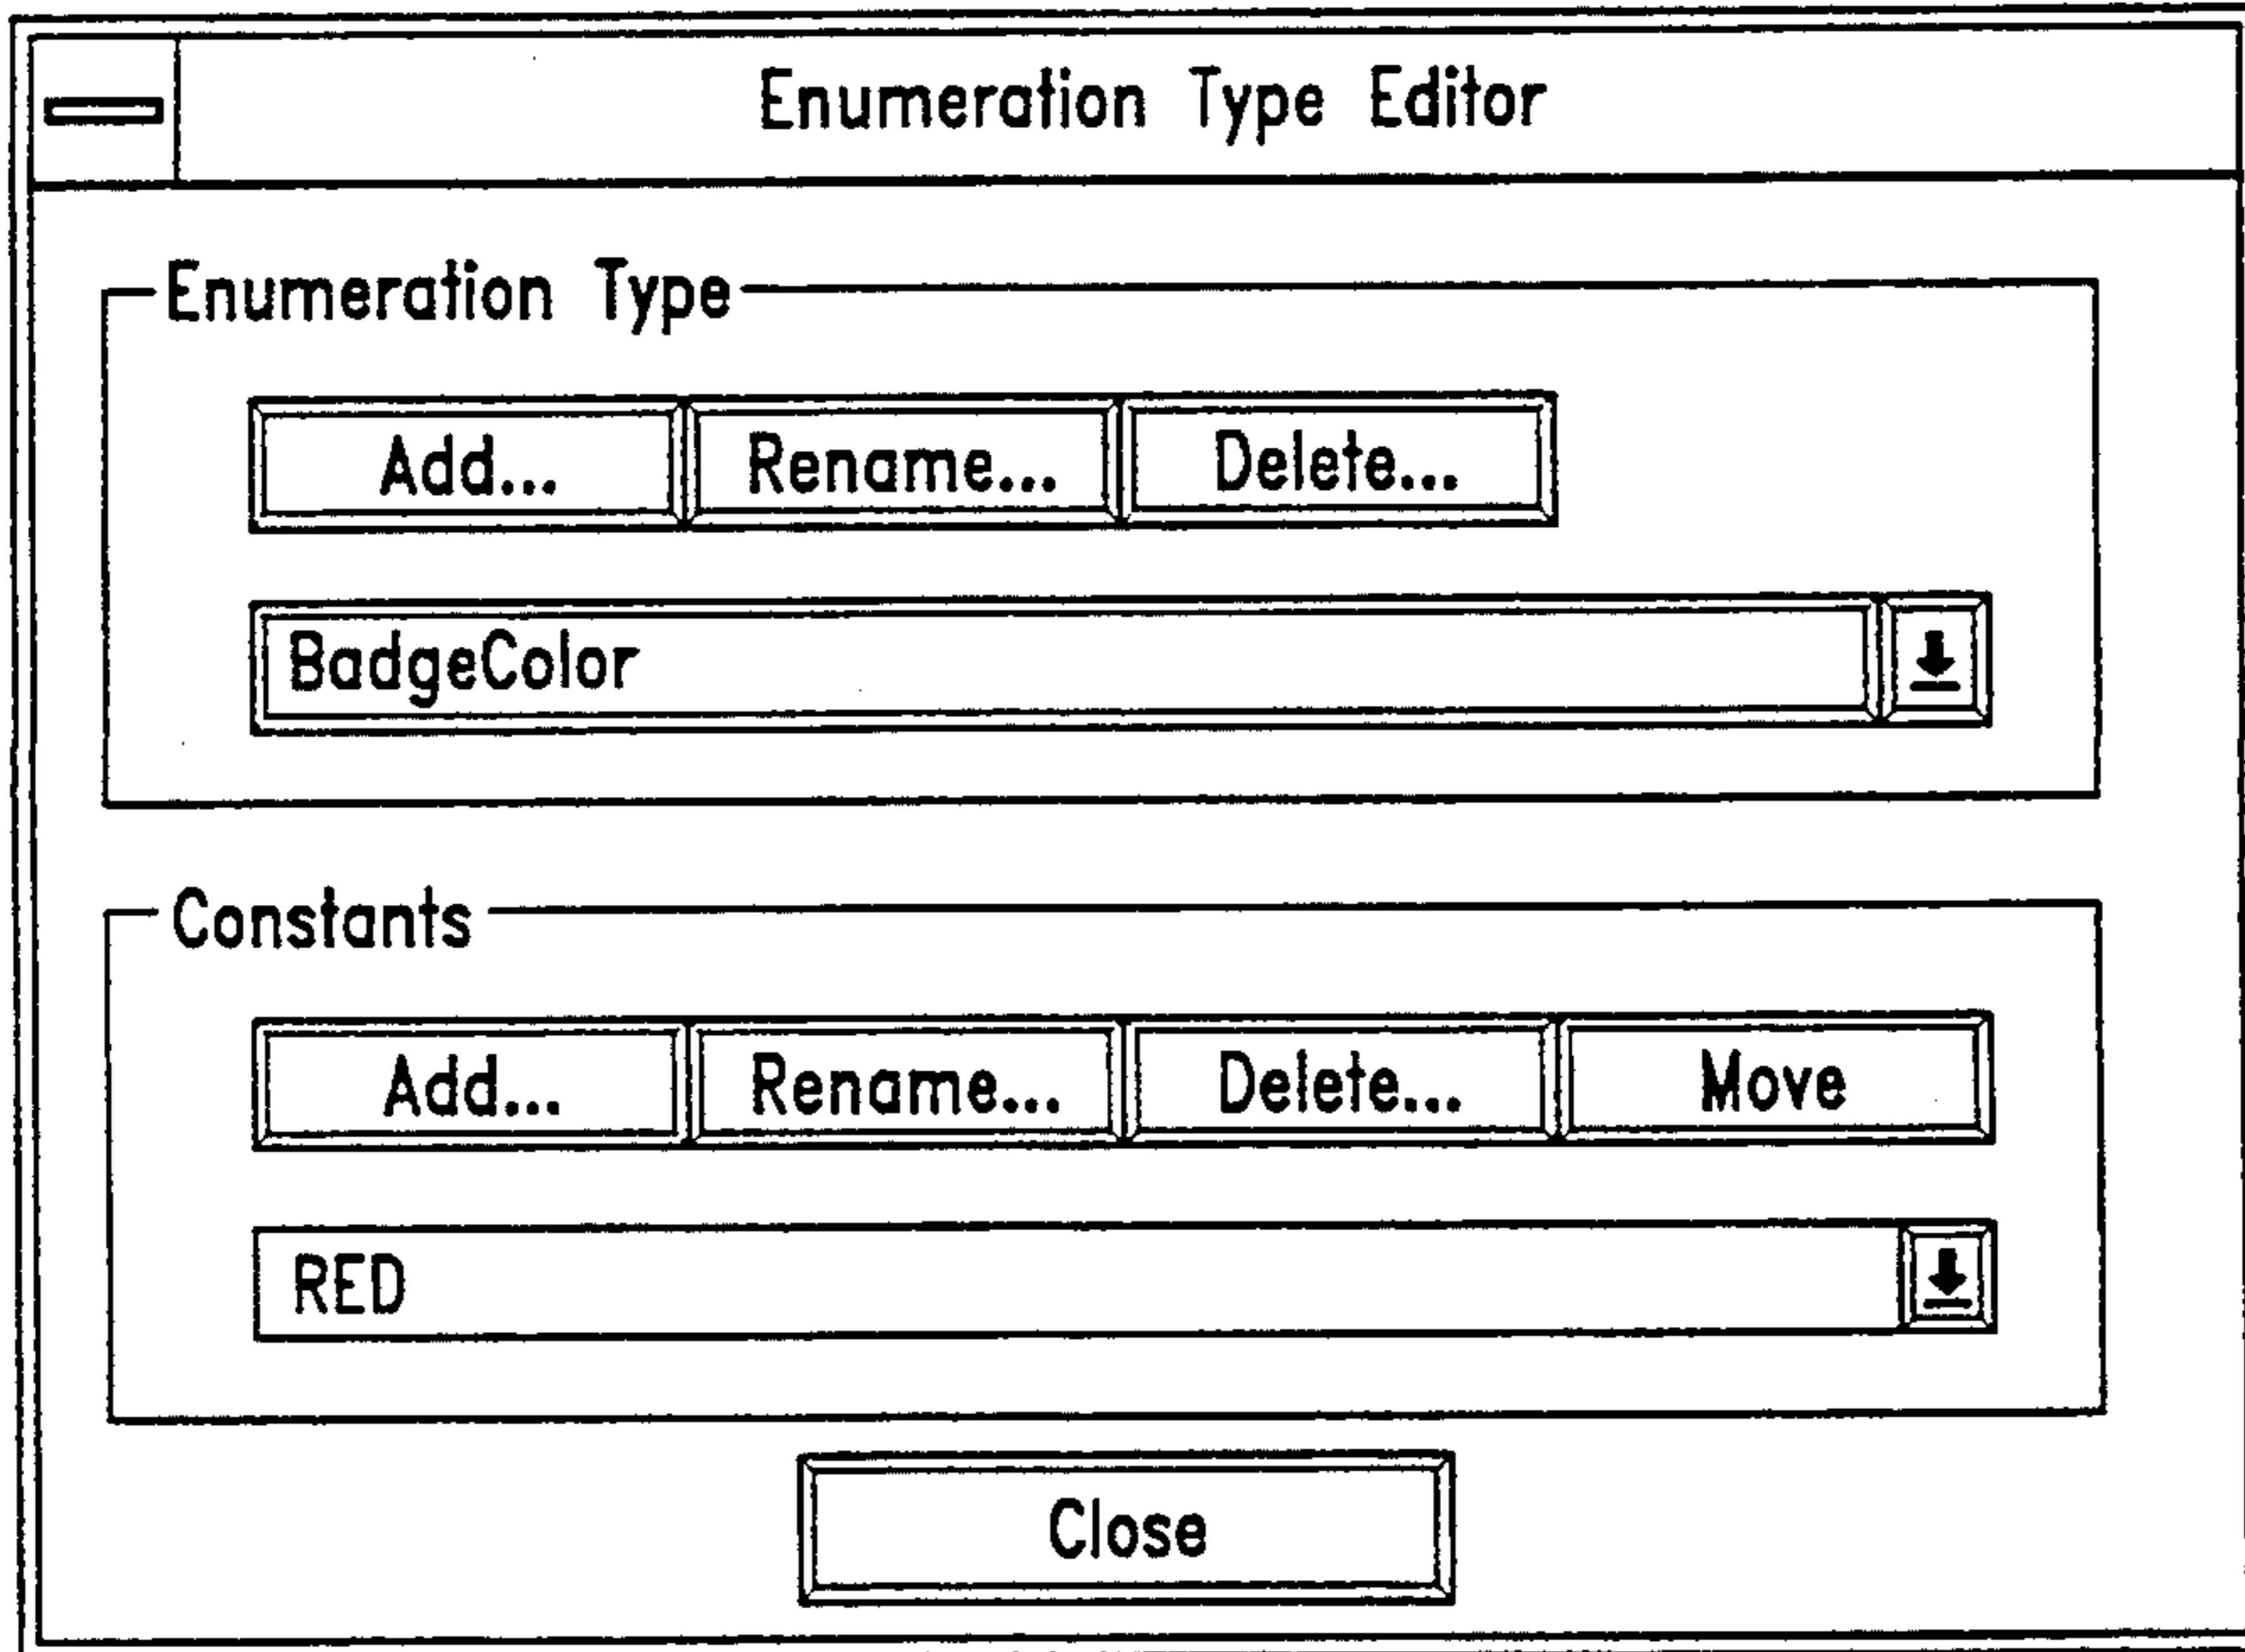 Enumeration Type Editor
Enumeration Type
Add... Rename... Delete...
BadgeColor
Constants
Add... Rename... Delete... Move
RED
Close